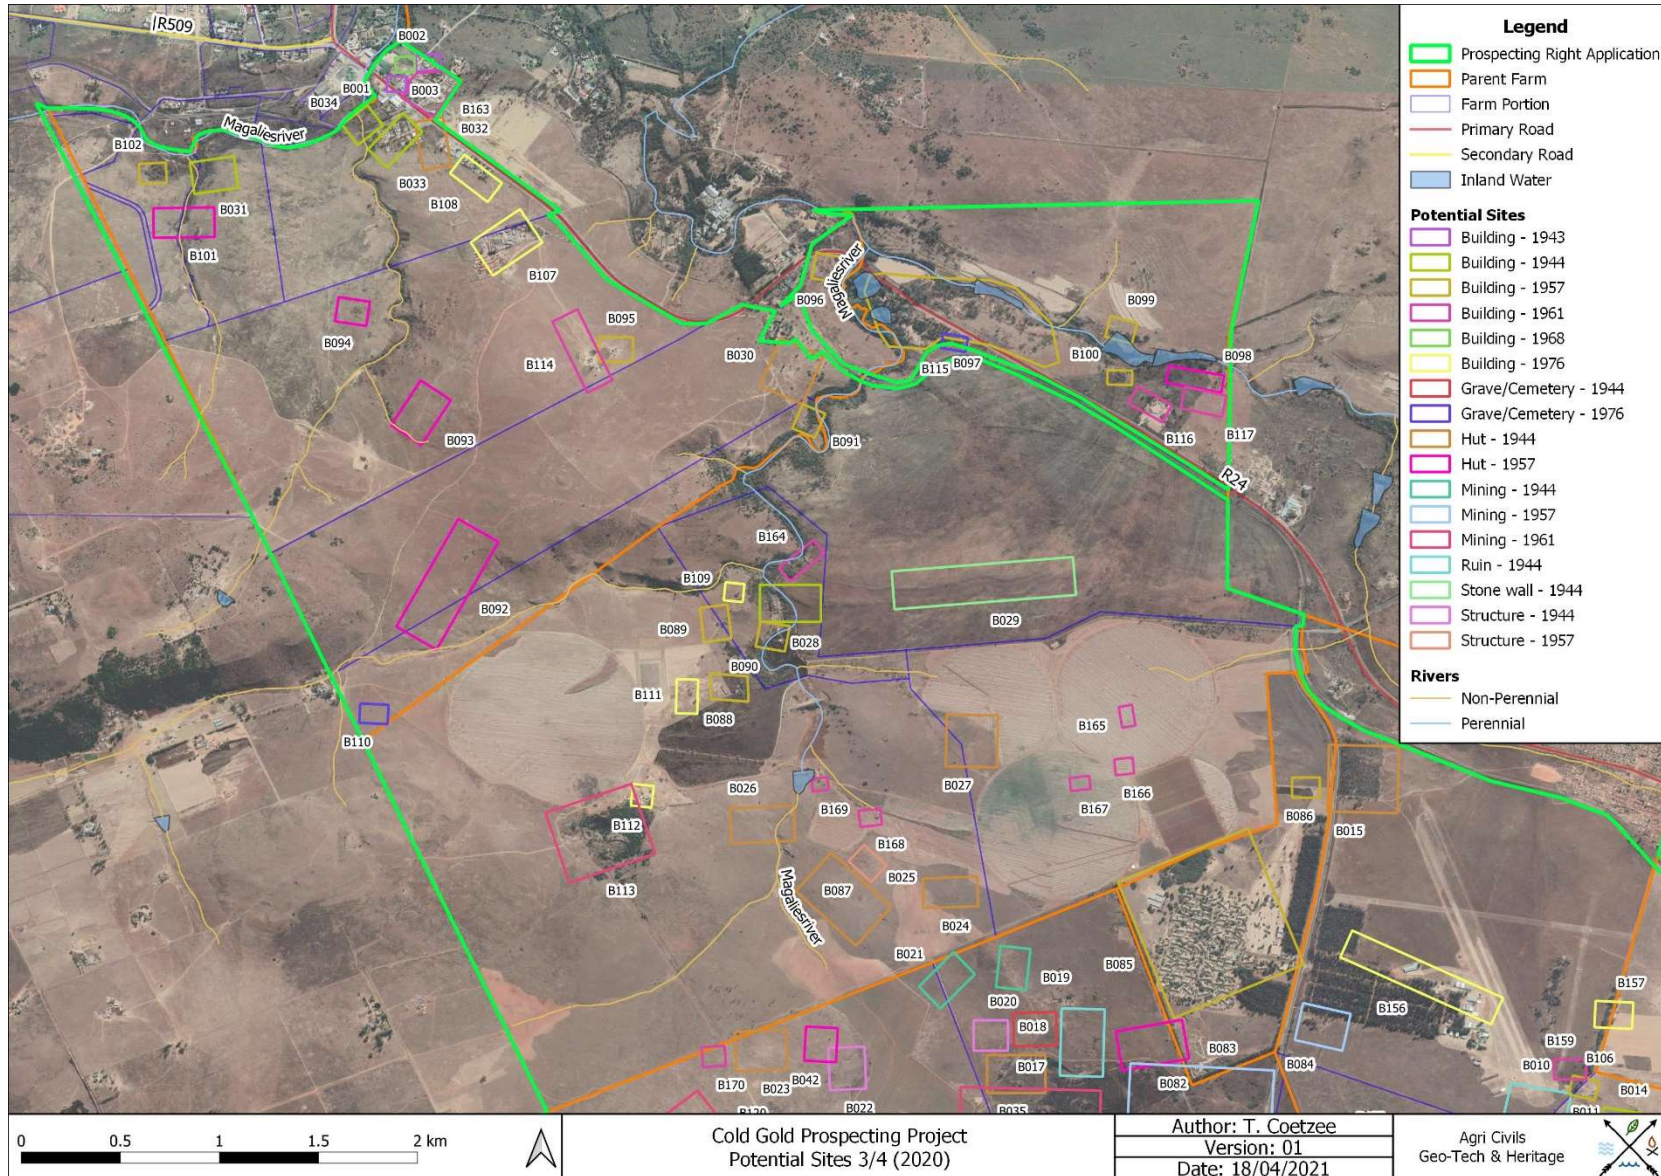 R509
B002
B001
B003
B034
B163
B032
Magaliesriver
B102
B033
B108
B031
B101
B107
Magaliesriver
B096
B099
B095
B094
B030
B100
B098
B114
B115
B097
B093
B091
B116
B117
R24
B164
B109
B092
B029
B089
B028
B090
B111
B088
B165
B110
B026
B027
B166
B167
B169
B112
B086
B015
B168
B025
B113
B087
Magaliesriver
B024
B021
B019
B085
B020
B157
B156
B018
B159
B017
B083
B084
B010
B106
B170
B023
B042
B082
B014
B022
B035
B011
Legend
Prospecting Right Application
Parent Farm
Farm Portion
Primary Road
Secondary Road
Inland Water
Potential Sites
Building - 1943
Building - 1944
Building - 1957
Building - 1961
Building - 1968
Building - 1976
Grave/Cemetery - 1944
Grave/Cemetery - 1976
Hut - 1944
Hut - 1957
Mining - 1944
Mining - 1957
Mining - 1961
Ruin - 1944
Stone wall - 1944
Structure - 1944
Structure - 1957
Rivers
Non-Perennial
Perennial
0 0.5 1 1.5 2 km
Cold Gold Prospecting Project
Potential Sites 3/4 (2020)
Author: T. Coetzee
Version: 01
Date: 18/04/2021
Agri Civils
Geo-Tech & Heritage